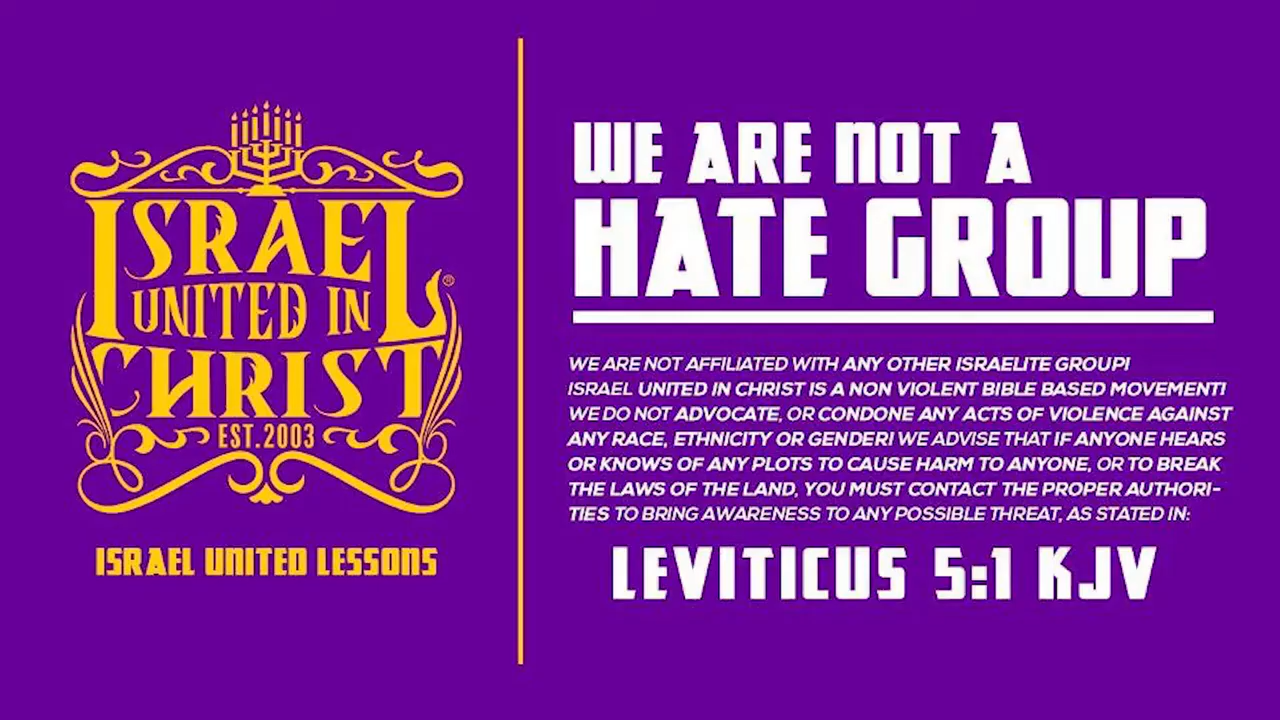 ISRAEL
UNITED IN
CHRIST
®
EST. 2003
ISRAEL UNITED LESSONS
WE ARE NOT A
HATE GROUP
WE ARE NOT AFFILIATED WITH ANY OTHER ISRAELITE GROUP!
ISRAEL UNITED IN CHRIST IS A NON VIOLENT BIBLE BASED MOVEMENT!
WE DO NOT ADVOCATE, OR CONDONE ANY ACTS OF VIOLENCE AGAINST
ANY RACE, ETHNICITY OR GENDER! WE ADVISE THAT IF ANYONE HEARS
OR KNOWS OF ANY PLOTS TO CAUSE HARM TO ANYONE, OR TO BREAK
THE LAWS OF THE LAND, YOU MUST CONTACT THE PROPER AUTHORI-
TIES TO BRING AWARENESS TO ANY POSSIBLE THREAT, AS STATED IN:
LEVITICUS 5:1 KJV